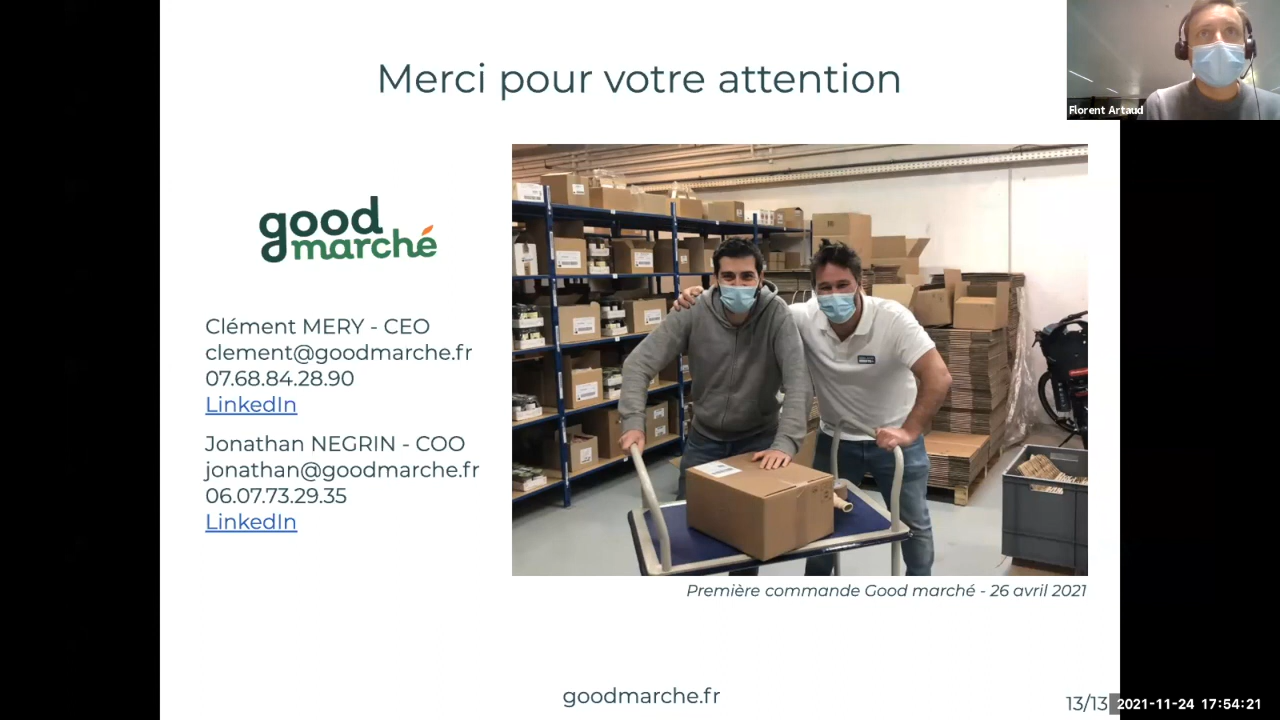 Merci pour votre attention
Florent Artaud
good
marché
Clément MERY - CEO
clement@goodmarche.fr
07.68.84.28.90
LinkedIn
Jonathan NEGRIN - COO
jonathan@goodmarche.fr
06.07.73.29.35
LinkedIn
Première commande Good marché - 26 avril 2021
goodmarche.fr
13/13
2021-11-24 17:54:21